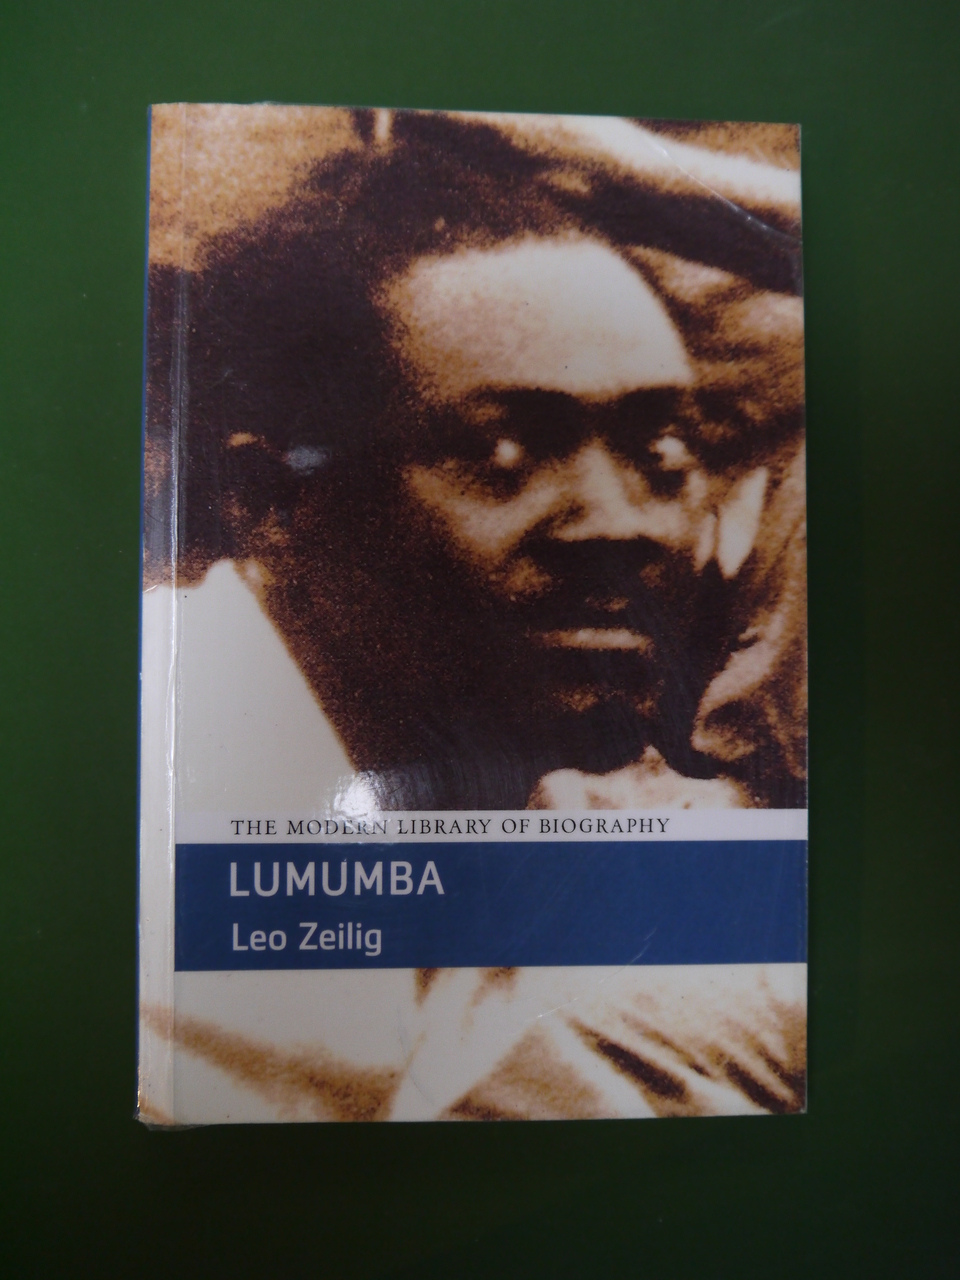 THE MODERN LIBRARY OF BIOGRAPHY
LUMUMBA
Leo Zeilig